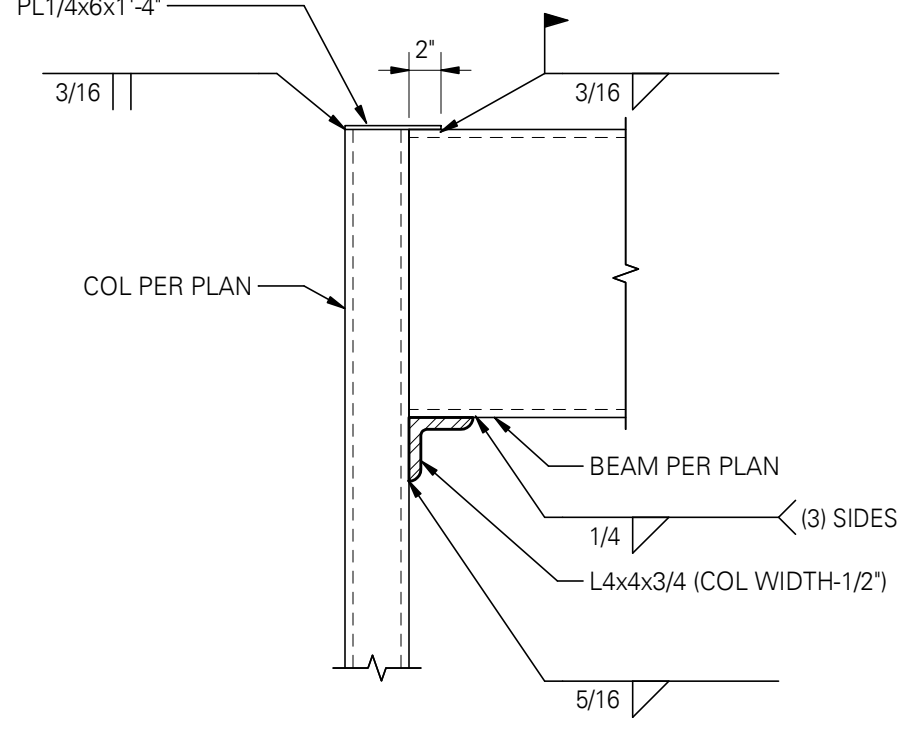 PL1/4x6x1'-4"
2"
3/16
3/16
COL PER PLAN
BEAM PER PLAN
(3) SIDES
1/4
L4x4x3/4 (COL WIDTH-1/2")
5/16